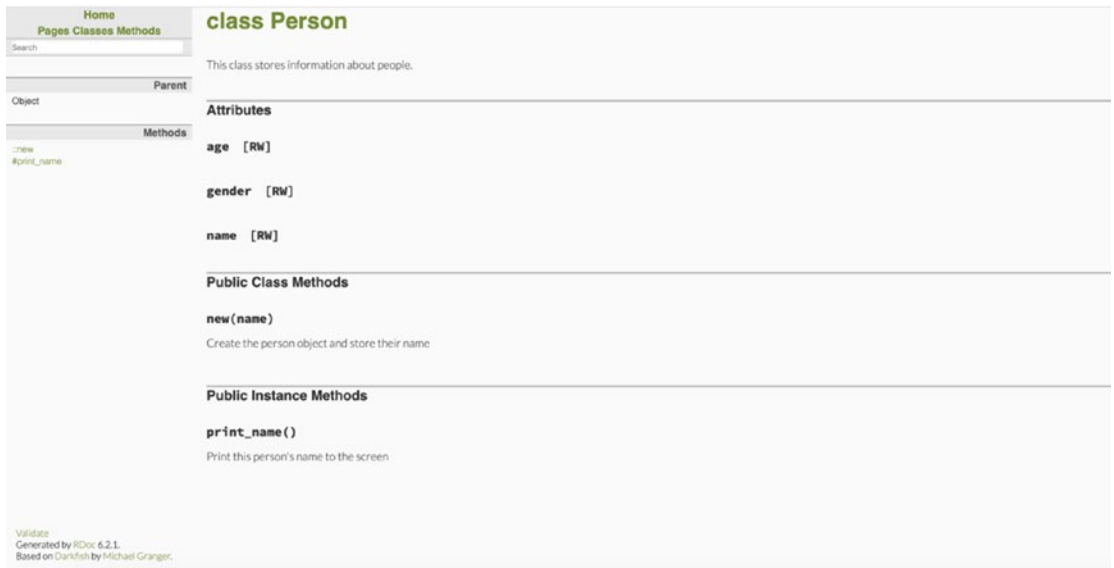 Home
Pages Classes Methods
Search
Parent
Object
Methods
::new
#print_name
class Person
This class stores information about people.
Attributes
age [RW]
gender [RW]
name [RW]
Public Class Methods
new(name)
Create the person object and store their name
Public Instance Methods
print_name()
Print this person's name to the screen
Validate
Generated by RDoc 6.2.1.
Based on Darkfish by Michael Granger.